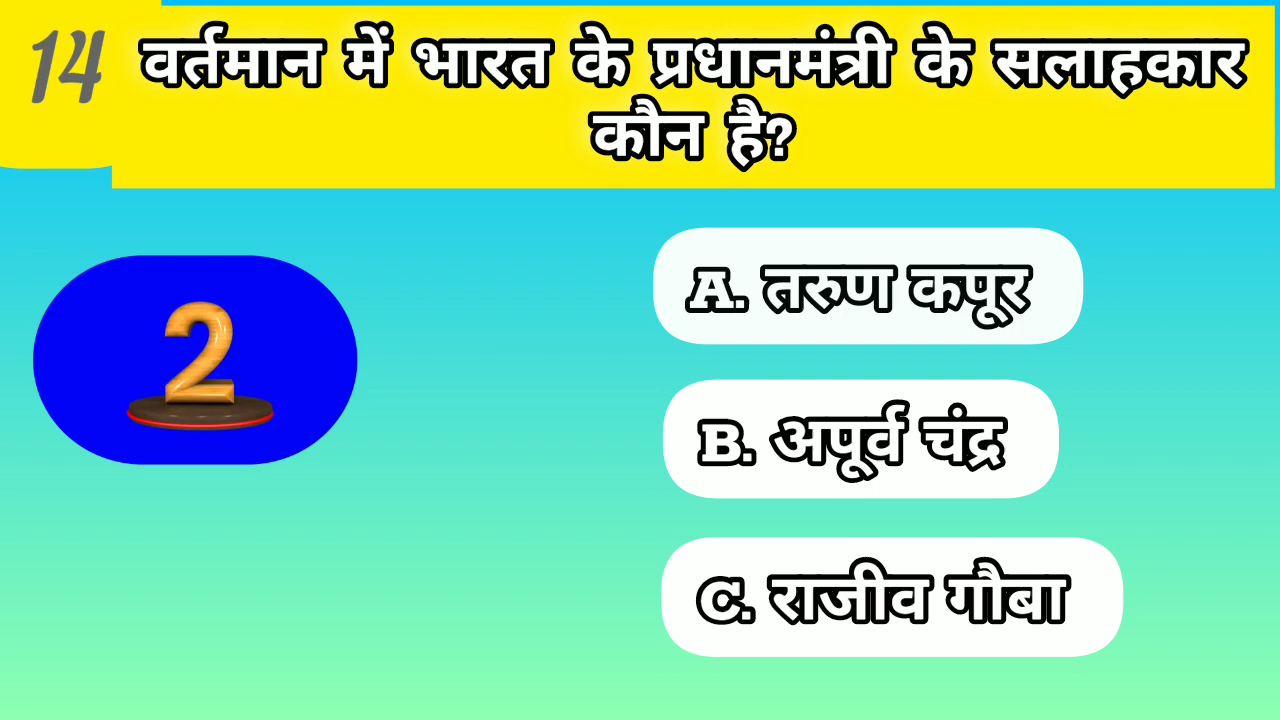 14
वर्तमान में भारत के प्रधानमंत्री के सलाहकार
कौन है?
2
A. तरुण कपूर
B. अपूर्व चंद्र
C. राजीव गौबा